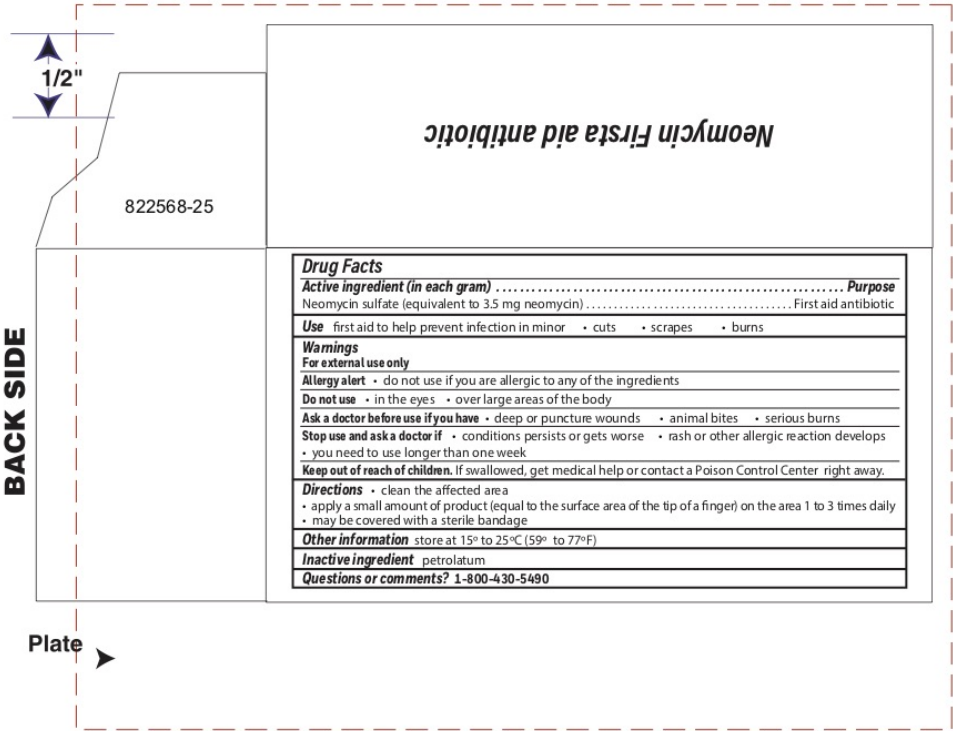 1/2"
Neomycin Firsta aid antibiotic
822568-25
BACK SIDE
Drug Facts
Active ingredient (in each gram) .......................................................... Purpose
Neomycin sulfate (equivalent to 3.5 mg neomycin) .................................. First aid antibiotic
Use first aid to help prevent infection in minor • cuts • scrapes • burns
Warnings
For external use only
Allergy alert • do not use if you are allergic to any of the ingredients
Do not use • in the eyes • over large areas of the body
Ask a doctor before use if you have • deep or puncture wounds • animal bites • serious burns
Stop use and ask a doctor if • conditions persists or gets worse • rash or other allergic reaction develops
• you need to use longer than one week
Keep out of reach of children. If swallowed, get medical help or contact a Poison Control Center right away.
Directions • clean the affected area
• apply a small amount of product (equal to the surface area of the tip of a finger) on the area 1 to 3 times daily
• may be covered with a sterile bandage
Other information store at 15º to 25ºC (59º to 77ºF)
Inactive ingredient petrolatum
Questions or comments? 1-800-430-5490
Plate